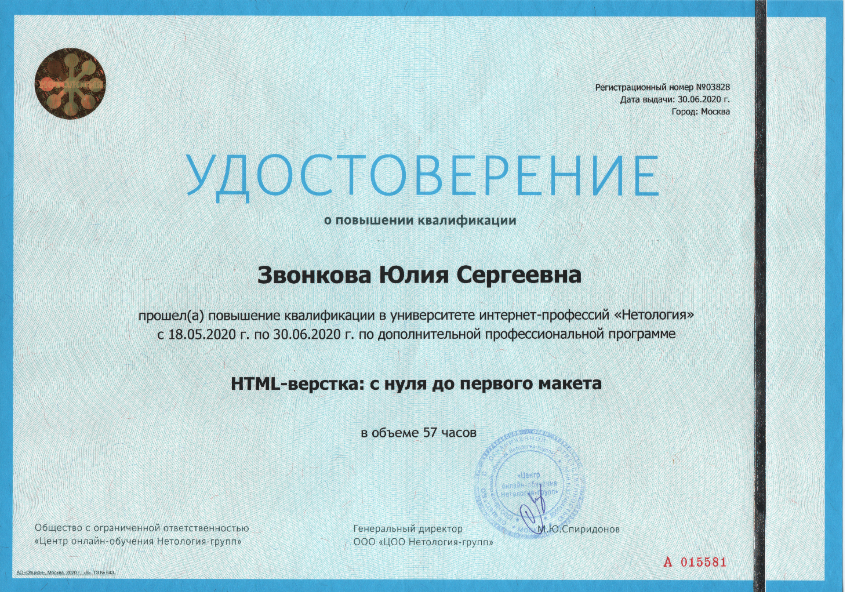 Регистрационный номер №03828
Дата выдачи: 30.06.2020 г.
Город: Москва
УДОСТОВЕРЕНИЕ
о повышении квалификации
Звонкова Юлия Сергеевна
прошел(а) повышение квалификации в университете интернет-профессий «Нетология»
с 18.05.2020 г. по 30.06.2020 г. по дополнительной профессиональной программе
HTML-верстка: с нуля до первого макета
в объеме 57 часов
«Центр
онлайн-обучения
Нетология-групп»
Общество с ограниченной ответственностью
«Центр онлайн-обучения Нетология-групп»
Генеральный директор
ООО «ЦОО Нетология-групп»
М.Ю.Спиридонов
А 015581